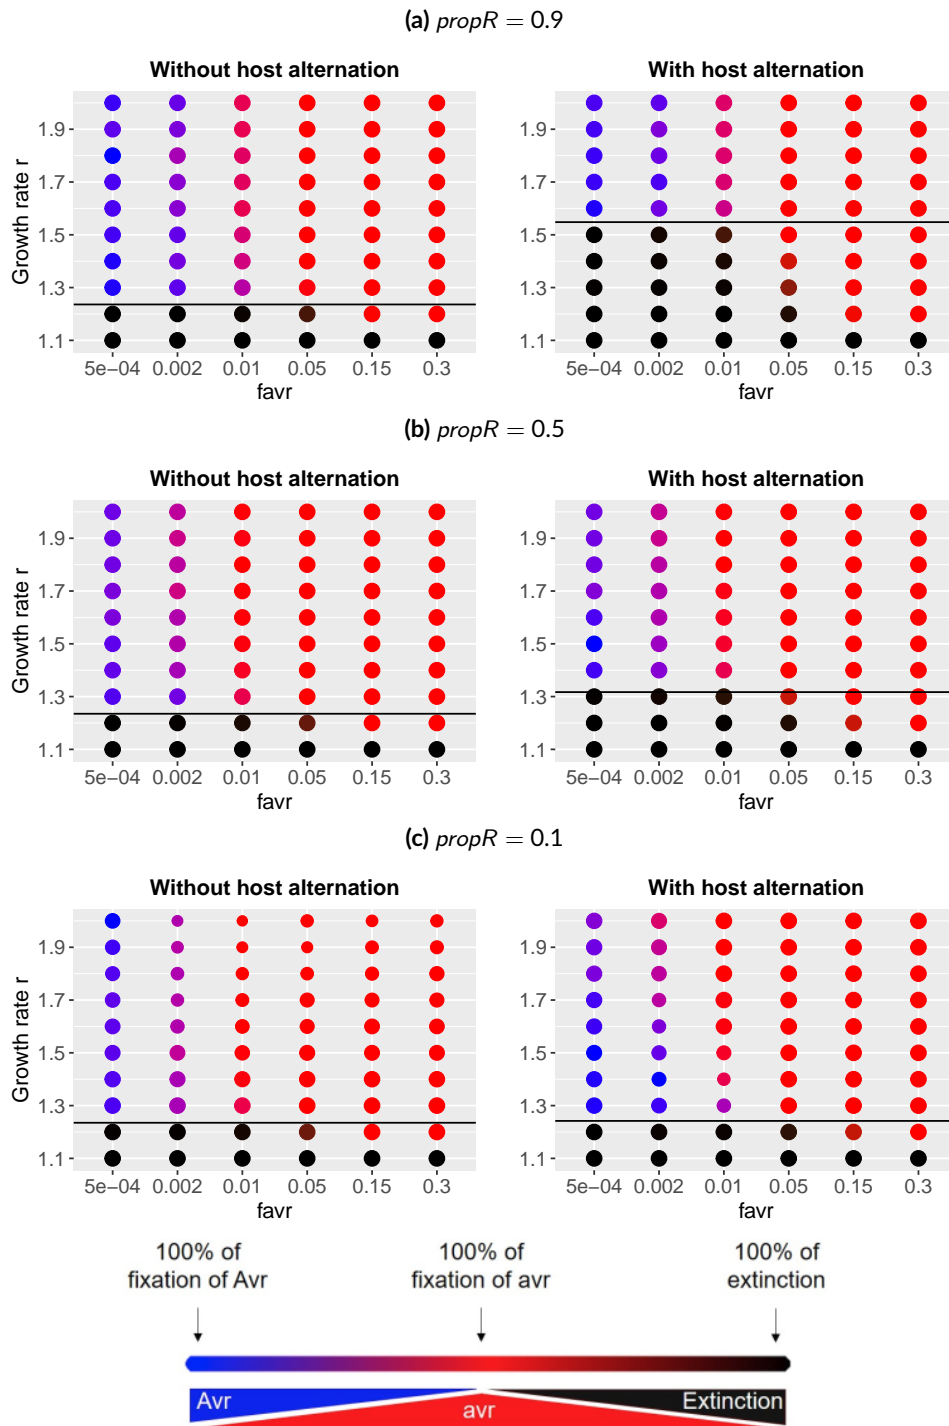 (a) propR = 0.9
Without host alternation
With host alternation
Growth rate r
1.9
1.7
1.5
1.3
1.1
5e−04 0.002 0.01 0.05 0.15 0.3
favr
1.9
1.7
1.5
1.3
1.1
5e−04 0.002 0.01 0.05 0.15 0.3
favr
(b) propR = 0.5
Without host alternation
With host alternation
Growth rate r
1.9
1.7
1.5
1.3
1.1
5e−04 0.002 0.01 0.05 0.15 0.3
favr
1.9
1.7
1.5
1.3
1.1
5e−04 0.002 0.01 0.05 0.15 0.3
favr
(c) propR = 0.1
Without host alternation
With host alternation
Growth rate r
1.9
1.7
1.5
1.3
1.1
5e−04 0.002 0.01 0.05 0.15 0.3
favr
1.9
1.7
1.5
1.3
1.1
5e−04 0.002 0.01 0.05 0.15 0.3
favr
100% of
fixation of Avr
100% of
fixation of avr
100% of
extinction
Avr
avr
Extinction